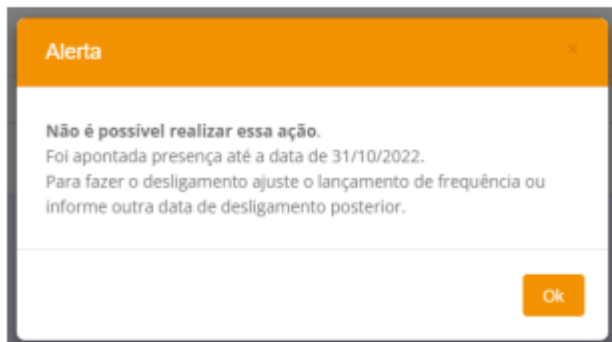 Alerta
×
Não é possível realizar essa ação.
Foi apontada presença até a data de 31/10/2022.
Para fazer o desligamento ajuste o lançamento de frequência ou
informe outra data de desligamento posterior.
Ok